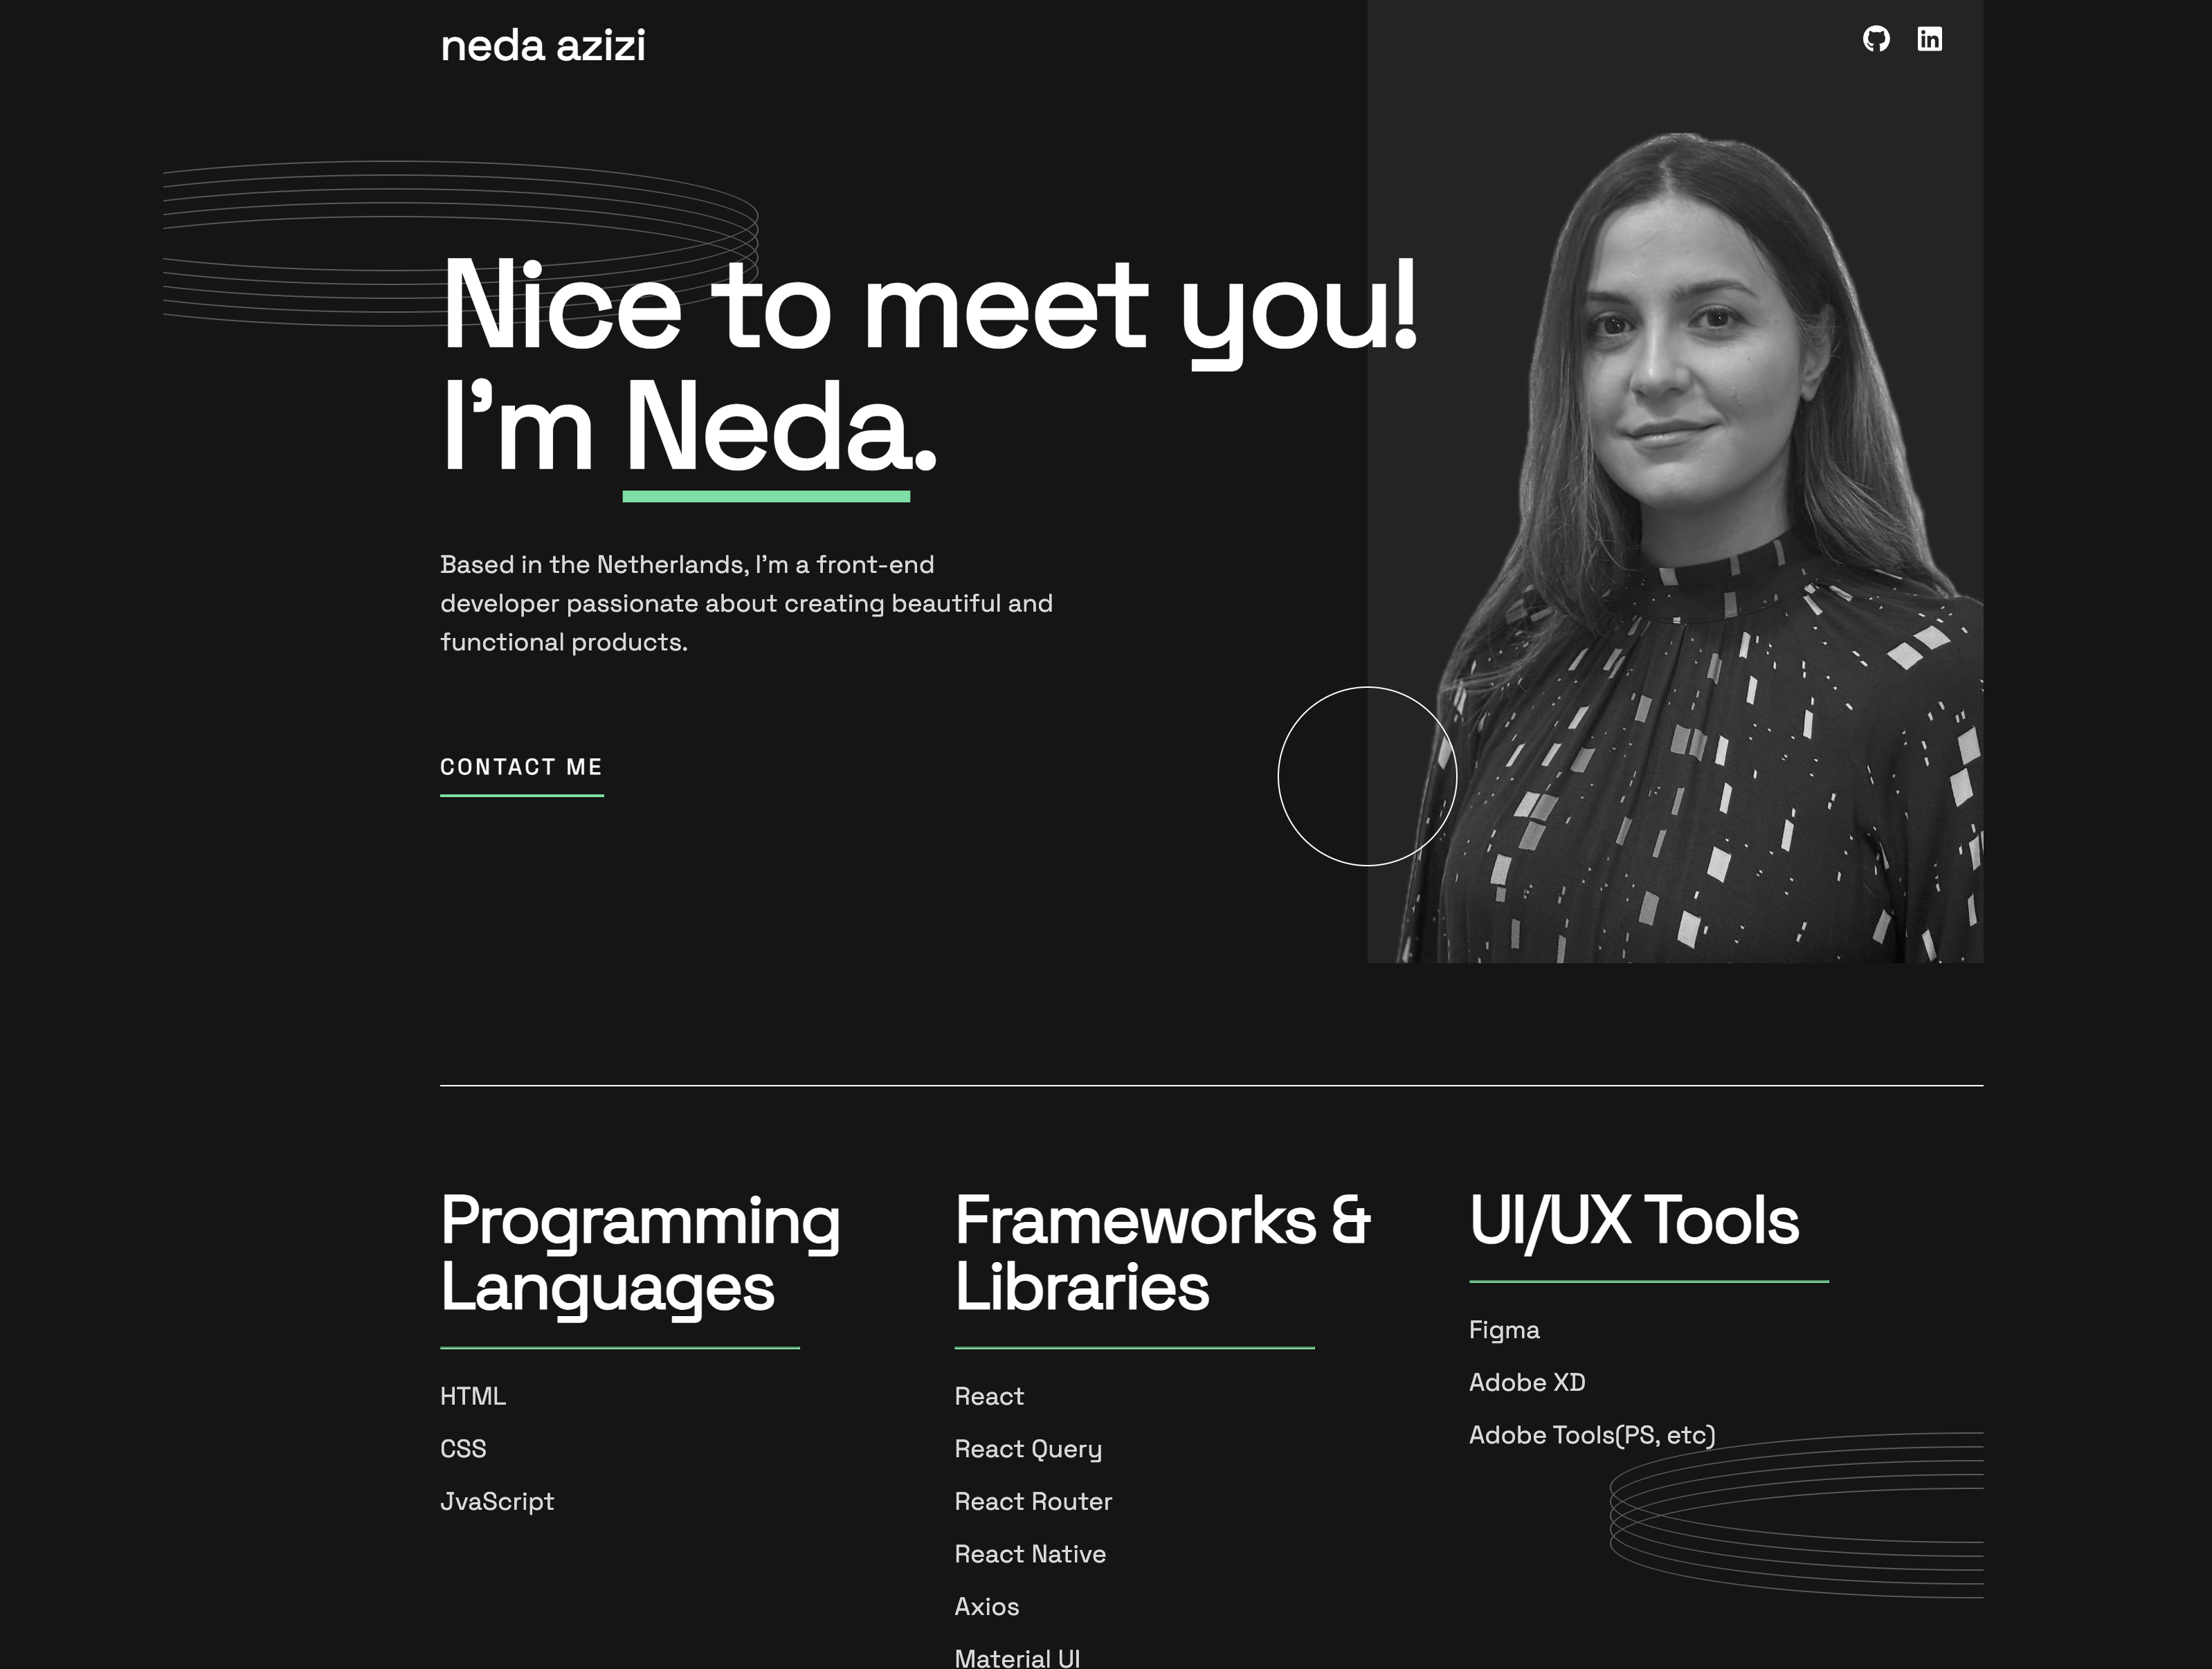 neda azizi
Nice to meet you!
I'm Neda.
Based in the Netherlands, I'm a front-end
developer passionate about creating beautiful and
functional products.
CONTACT ME
Programming
Languages
HTML
CSS
JvaScript
Frameworks &
Libraries
React
React Query
React Router
React Native
Axios
Material UI
UI/UX Tools
Figma
Adobe XD
Adobe Tools(PS, etc)